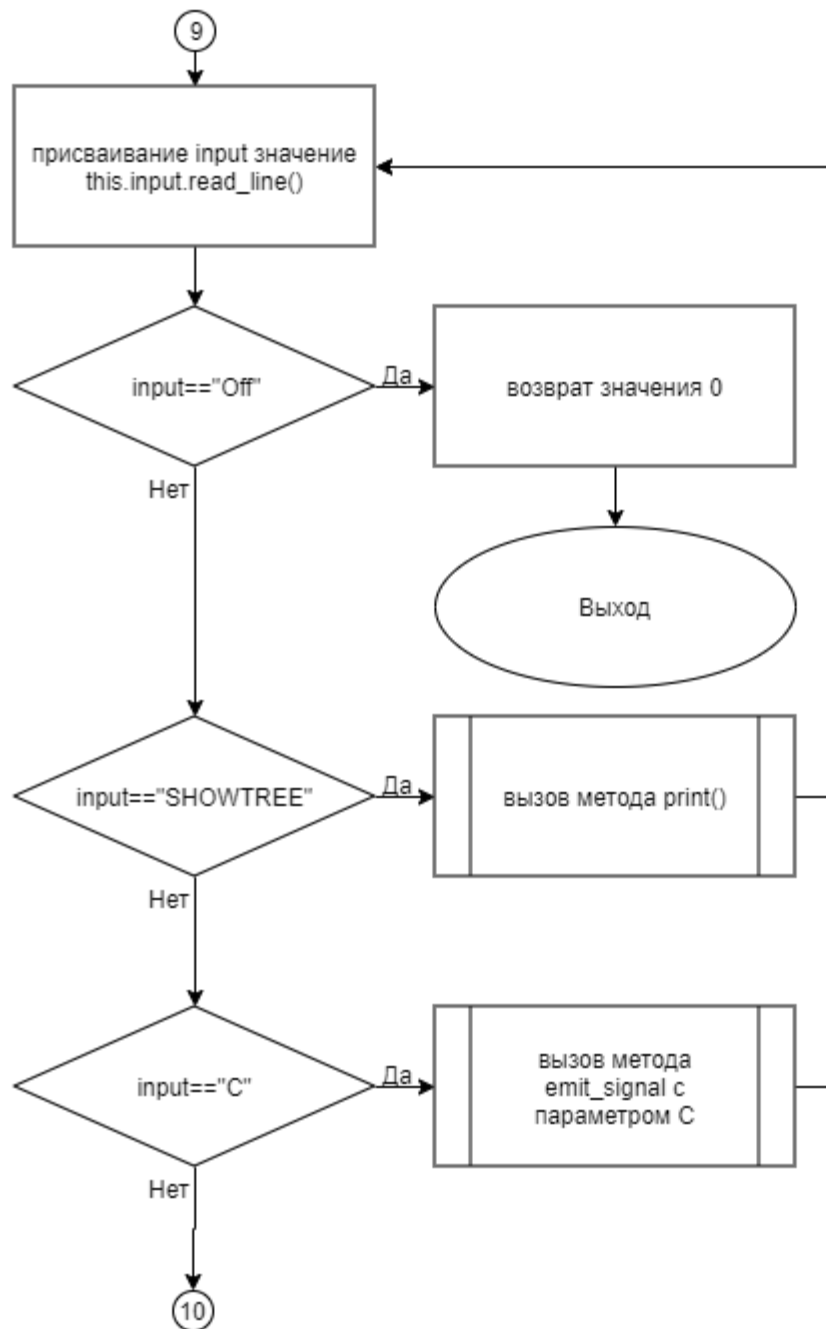 9
присваивание input значение
this.input.read_line()
input=="Off"
Да
возврат значения 0
Нет
Выход
input=="SHOWTREE"
Да
вызов метода print()
Нет
input=="C"
Да
вызов метода
emit_signal с
параметром C
Нет
10